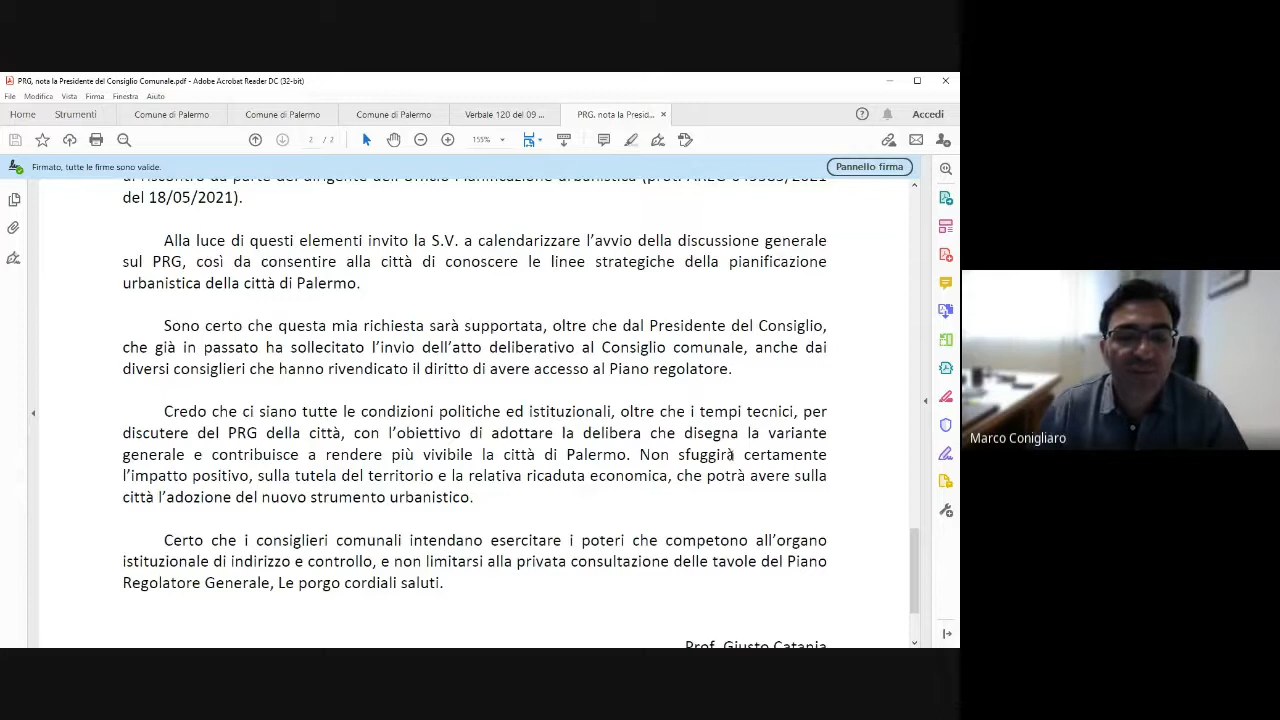 PRG, nota la Presidente del Consiglio Comunale.pdf - Adobe Acrobat Reader DC (32-bit)
File Modifica Vista Firma Finestra Aiuto
Home Strumenti Comune di Palermo Comune di Palermo Comune di Palermo Verbale 120 del 09 ... PRG, nota la Presid... × Accedi
2 / 2 155%
Firmato, tutte le firme sono valide. Pannello firma
Pianificazione urbanistica (prot.
del 18/05/2021).
Alla luce di questi elementi invito la S.V. a calendarizzare l’avvio della discussione generale
sul PRG, così da consentire alla città di conoscere le linee strategiche della pianificazione
urbanistica della città di Palermo.
Sono certo che questa mia richiesta sarà supportata, oltre che dal Presidente del Consiglio,
che già in passato ha sollecitato l’invio dell’atto deliberativo al Consiglio comunale, anche dai
diversi consiglieri che hanno rivendicato il diritto di avere accesso al Piano regolatore.
Credo che ci siano tutte le condizioni politiche ed istituzionali, oltre che i tempi tecnici, per
discutere del PRG della città, con l’obiettivo di adottare la delibera che disegna la variante
generale e contribuisce a rendere più vivibile la città di Palermo. Non sfuggirà certamente
l’impatto positivo, sulla tutela del territorio e la relativa ricaduta economica, che potrà avere sulla
città l’adozione del nuovo strumento urbanistico.
Certo che i consiglieri comunali intendano esercitare i poteri che competono all’organo
istituzionale di indirizzo e controllo, e non limitarsi alla privata consultazione delle tavole del Piano
Regolatore Generale, Le porgo cordiali saluti.
Prof. Giusto Catania
Marco Conigliaro